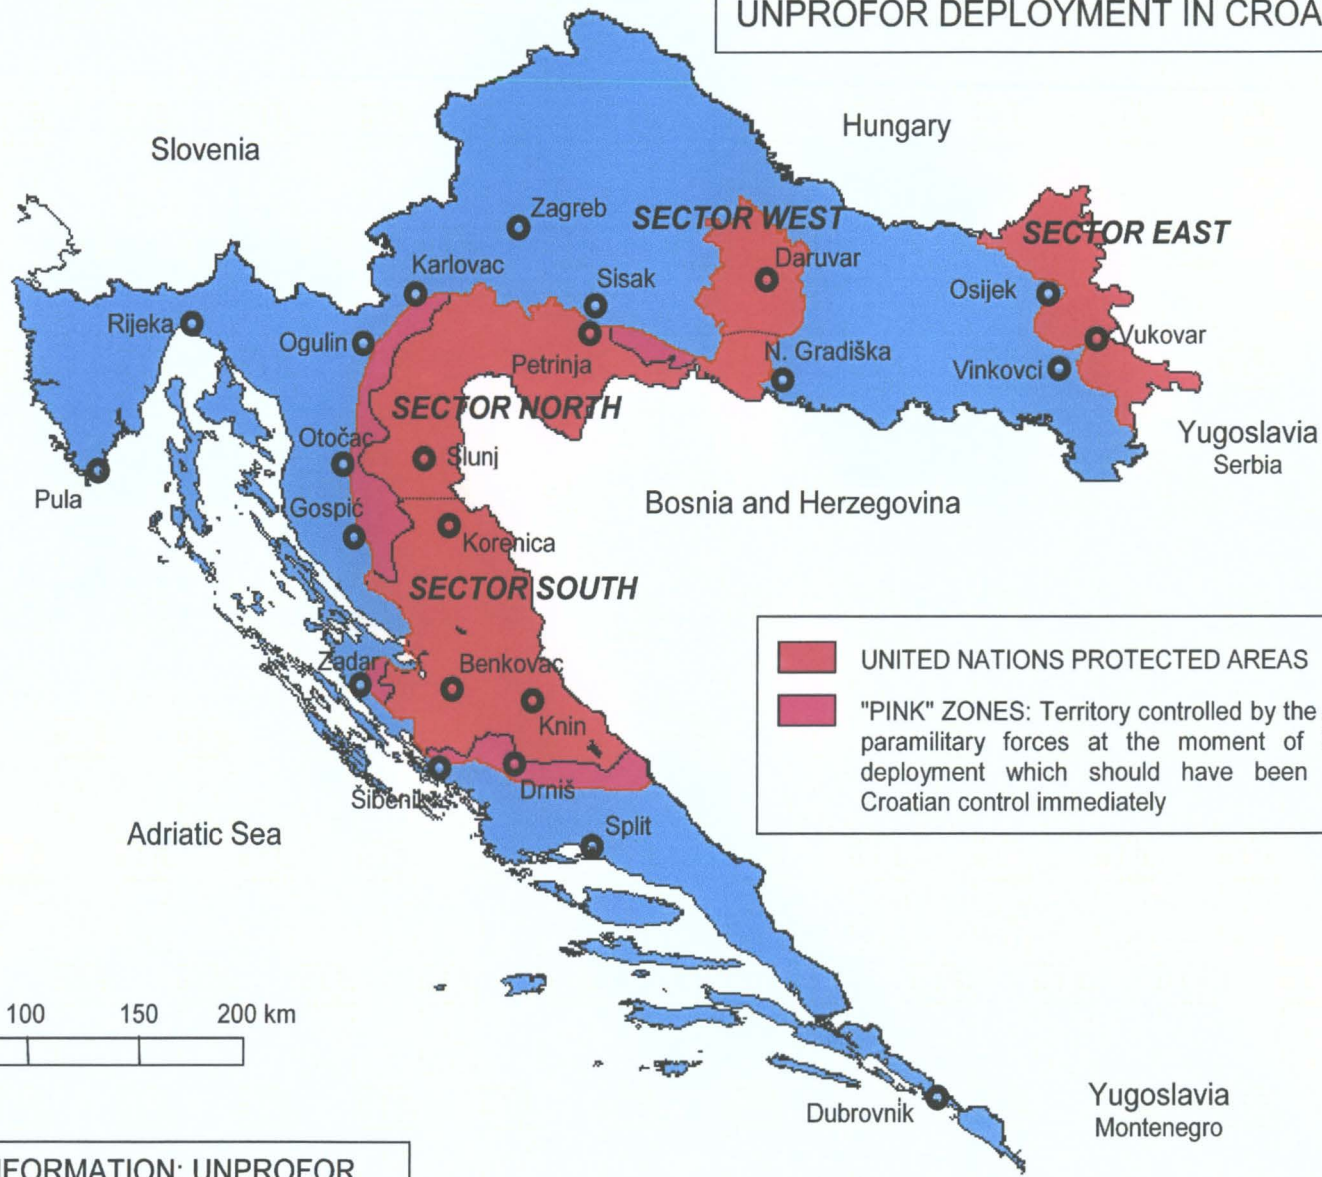 UNPROFOR DEPLOYMENT IN CROA
Hungary
Slovenia
Zagreb
SECTOR WEST
SECTOR EAST
Karlovac
Daruvar
Sisak
Osijek
Rijeka
Ogulin
Vukovar
Petrinja
N. Gradiška
Vinkovci
SECTOR NORTH
Otočac
Slunj
Yugoslavia
Serbia
Pula
Gospić
Bosnia and Herzegovina
Korenica
SECTOR SOUTH
Zadar
Benkovac
Knin
UNITED NATIONS PROTECTED AREAS
"PINK" ZONES: Territory controlled by the
paramilitary forces at the moment of
deployment which should have been
Croatian control immediately
Šibenik
Drniš
Adriatic Sea
Split
100 150 200 km
Dubrovnik
Yugoslavia
Montenegro
FORMATION: UNPROFOR